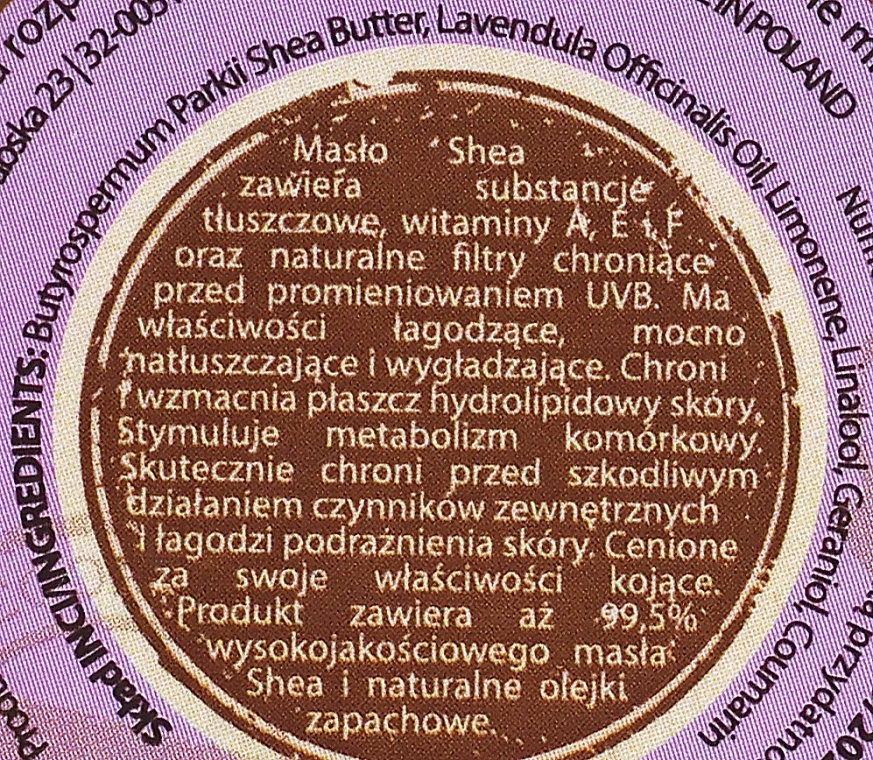 Masło Shea
zawiera substancje
tłuszczowe, witaminy A, E i F
oraz naturalne filtry chroniące
przed promieniowaniem UVB. Ma
właściwości łagodzące, mocno
natłuszczające i wygładzające. Chroni
i wzmacnia płaszcz hydrolipidowy skóry.
Stymuluje metabolizm komórkowy.
Skutecznie chroni przed szkodliwym
działaniem czynników zewnętrznych
i łagodzi podrażnienia skóry. Cenione
za swoje właściwości kojące.
Produkt zawiera aż 99,5%
wysokojakościowego masła
Shea i naturalne olejki
zapachowe.
Skład INCI/INGREDIENTS: Butyrospermum Parkii Shea Butter, Lavendula Officinalis Oil, Limonene, Linalool, Geraniol, Coumarin
IN POLAND
23 | 32-005